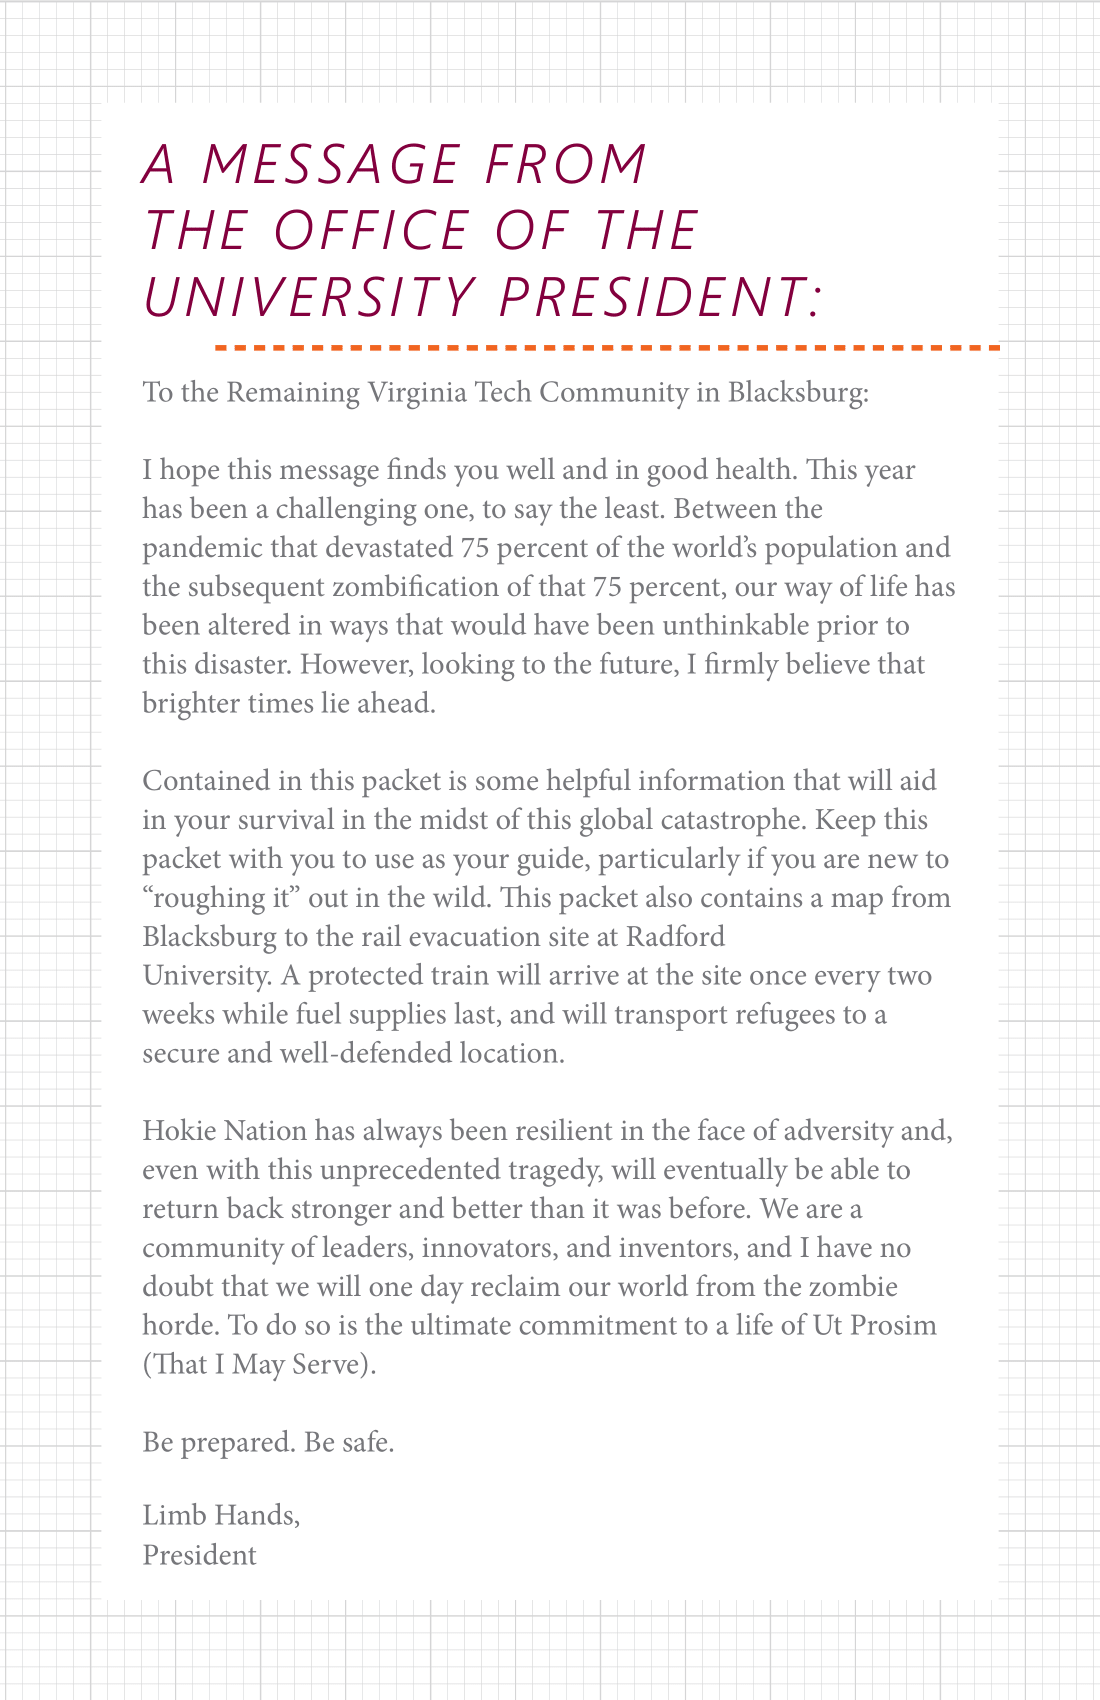 A MESSAGE FROM
THE OFFICE OF THE
UNIVERSITY PRESIDENT:
To the Remaining Virginia Tech Community in Blacksburg:
I hope this message finds you well and in good health. This year
has been a challenging one, to say the least. Between the
pandemic that devastated 75 percent of the world’s population and
the subsequent zombification of that 75 percent, our way of life has
been altered in ways that would have been unthinkable prior to
this disaster. However, looking to the future, I firmly believe that
brighter times lie ahead.
Contained in this packet is some helpful information that will aid
in your survival in the midst of this global catastrophe. Keep this
packet with you to use as your guide, particularly if you are new to
“roughing it” out in the wild. This packet also contains a map from
Blacksburg to the rail evacuation site at Radford
University. A protected train will arrive at the site once every two
weeks while fuel supplies last, and will transport refugees to a
secure and well-defended location.
Hokie Nation has always been resilient in the face of adversity and,
even with this unprecedented tragedy, will eventually be able to
return back stronger and better than it was before. We are a
community of leaders, innovators, and inventors, and I have no
doubt that we will one day reclaim our world from the zombie
horde. To do so is the ultimate commitment to a life of Ut Prosim
(That I May Serve).
Be prepared. Be safe.
Limb Hands,
President